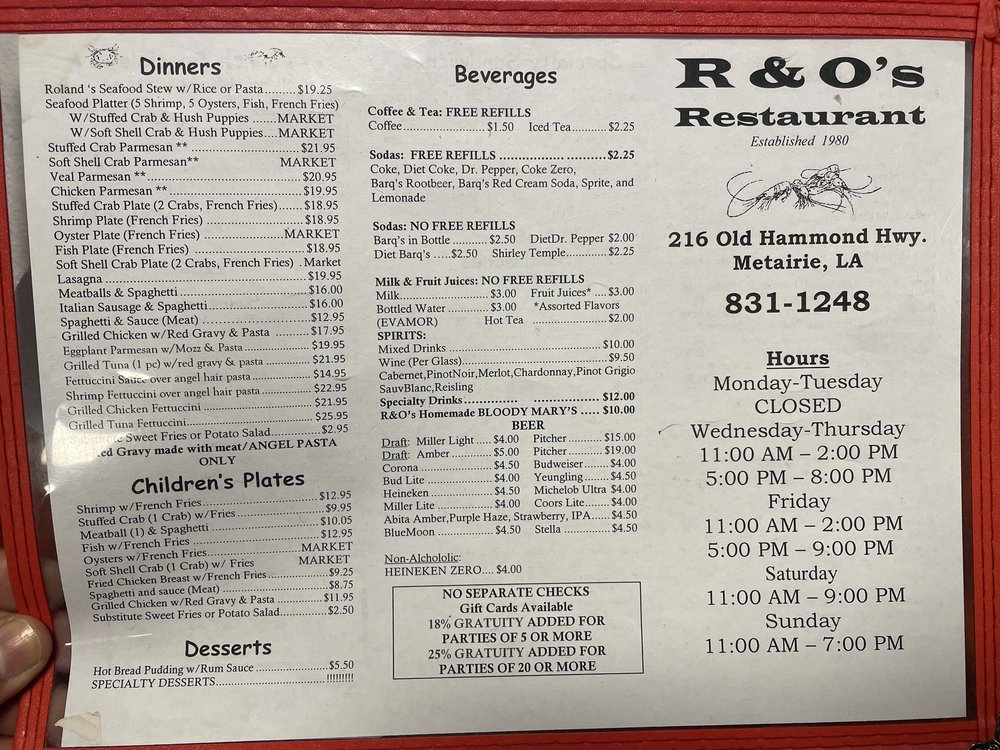 Dinners
Roland 's Seafood Stew w/Rice or Pasta.........$19.25
Seafood Platter (5 Shrimp, 5 Oysters, Fish, French Fries)
W/Stuffed Crab & Hush Puppies ......MARKET
W/Soft Shell Crab & Hush Puppies....MARKET
Stuffed Crab Parmesan ** ................................$21.95
Soft Shell Crab Parmesan** MARKET
Veal Parmesan **............................................$20.95
Chicken Parmesan ** ......................................$19.95
Stuffed Crab Plate (2 Crabs, French Fries).......$18.95
Shrimp Plate (French Fries) .............................$18.95
Oyster Plate (French Fries) ......................MARKET
Fish Plate (French Fries) .................................$18.95
Soft Shell Crab Plate (2 Crabs, French Fries) .Market
Lasagna ...........................................................$19.95
Meatballs & Spaghetti......................................$16.00
Italian Sausage & Spaghetti..............................$16.00
Spaghetti & Sauce (Meat) ...............................$12.95
Grilled Chicken w/Red Gravy & Pasta ..........$17.95
Eggplant Parmesan w/Mozz & Pasta...................$19.95
Grilled Tuna (1 pc) w/red gravy & pasta ..............$21.95
Fettuccini Sauce over angel hair pasta.................$14.95
Shrimp Fettuccini over angel hair pasta................$22.95
Grilled Chicken Fettuccini ..................................$21.95
Grilled Tuna Fettuccini.......................................$25.95
Substitute Sweet Fries or Potato Salad...............$2.95
Gravy made with meat/ANGEL PASTA
ONLY
Children's Plates
Shrimp w/French Fries...................................$12.95
Stuffed Crab (1 Crab) w/Fries .........................$9.95
Meatball (1) & Spaghetti ................................$10.05
Fish w/French Fries .......................................$12.95
Oysters w/French Fries..........................MARKET
Soft Shell Crab (1 Crab) w/ Fries MARKET
Fried Chicken Breast w/French Fries..................$9.25
Spaghetti and sauce (Meat) ..............................$8.75
Grilled Chicken w/Red Gravy & Pasta ...........$11.95
Substitute Sweet Fries or Potato Salad..............$2.50
Desserts
Hot Bread Pudding w/Rum Sauce .....................$5.50
SPECIALTY DESSERTS.................................!!!!!!!!!
Beverages
Coffee & Tea: FREE REFILLS
Coffee.........................$1.50 Iced Tea..........$2.25
Sodas: FREE REFILLS ................... ..........$2.25
Coke, Diet Coke, Dr. Pepper, Coke Zero,
Barq's Rootbeer, Barq's Red Cream Soda, Sprite, and
Lemonade
Sodas: NO FREE REFILLS
Barq's in Bottle ..........$2.50 DietDr. Pepper $2.00
Diet Barq's .....$2.50 Shirley Temple............$2.25
Milk & Fruit Juices: NO FREE REFILLS
Milk..........................$3.00 Fruit Juices* ....$3.00
Bottled Water ............$3.00 *Assorted Flavors
(EVAMOR) Hot Tea ......................$2.00
SPIRITS:
Mixed Drinks ..............................................$10.00
Wine (Per Glass)...........................................$9.50
Cabernet,PinotNoir,Merlot,Chardonnay,Pinot Grigio
SauvBlanc,Reisling
Specialty Drinks........................................$12.00
R&O's Homemade BLOODY MARY'S ..... $10.00
BEER
Draft: Miller Light .....$4.00 Pitcher ..........$15.00
Draft: Amber.............$5.00 Pitcher ..........$19.00
Corona ......................$4.50 Budweiser........$4.00
Bud Lite ....................$4.00 Yeungling ........$4.50
Heineken ...................$4.50 Michelob Ultra $4.00
Miller Lite .................$4.00 Coors Lite........$4.00
Abita Amber,Purple Haze, Strawberry, IPA.....$4.50
BlueMoon .................$4.50 Stella ..............$4.50
Non-Alchololic:
HEINEKEN ZERO.... $4.00
NO SEPARATE CHECKS
Gift Cards Available
18% GRATUITY ADDED FOR
PARTIES OF 5 OR MORE
25% GRATUITY ADDED FOR
PARTIES OF 20 OR MORE
R & O's
Restaurant
Established 1980
216 Old Hammond Hwy.
Metairie, LA
831-1248
Hours
Monday-Tuesday
CLOSED
Wednesday-Thursday
11:00 AM – 2:00 PM
5:00 PM – 8:00 PM
Friday
11:00 AM – 2:00 PM
5:00 PM – 9:00 PM
Saturday
11:00 AM – 9:00 PM
Sunday
11:00 AM – 7:00 PM